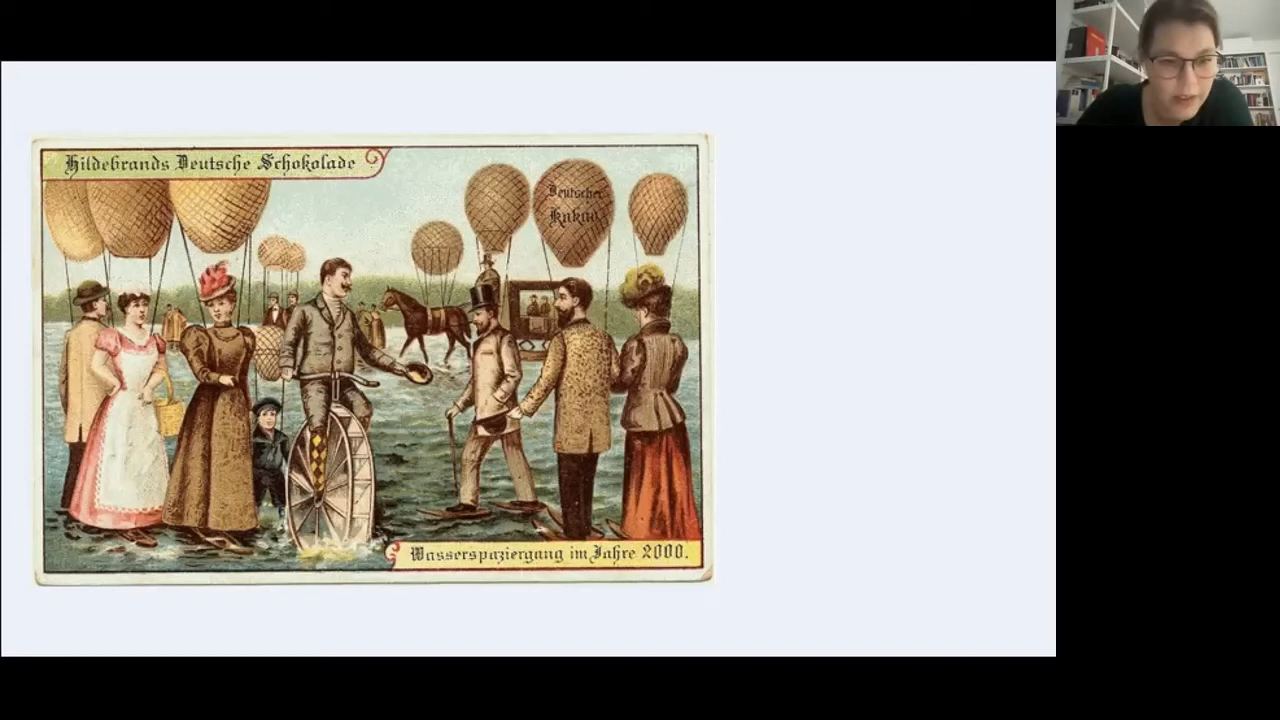 Hildebrands Deutsche Schokolade
Deutscher
Kakao
Wasserspaziergang im Jahre 2000.